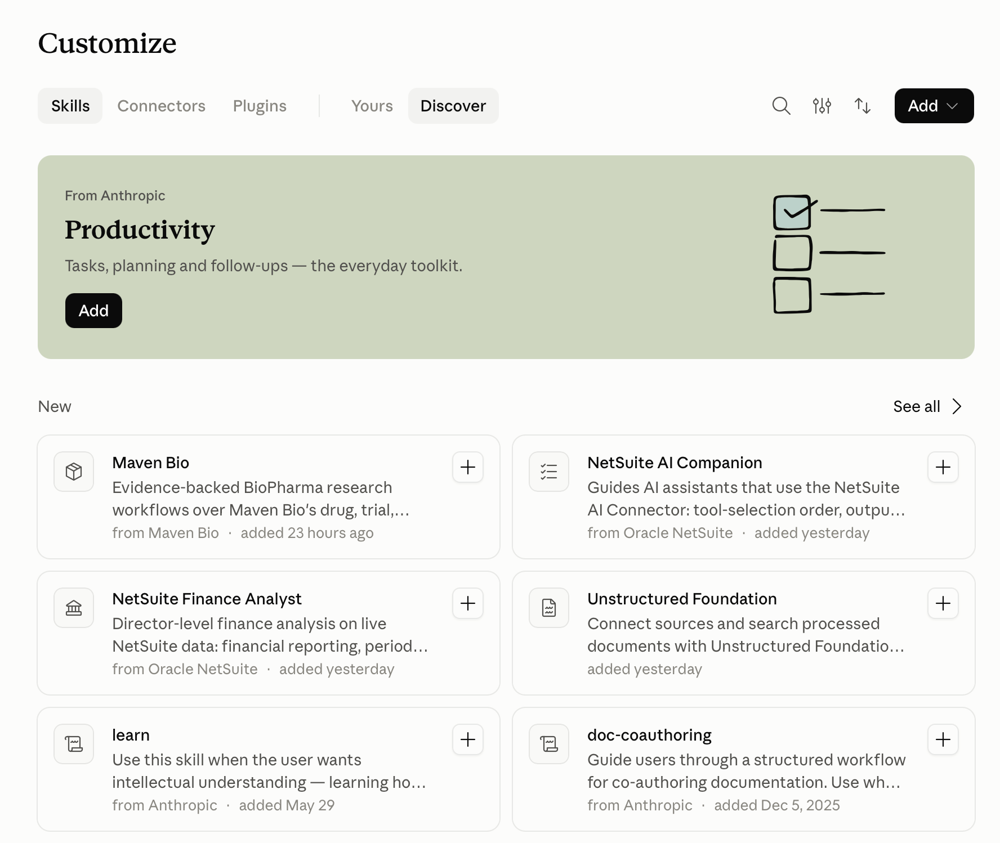 Customize
Skills Connectors Plugins Yours Discover Add
From Anthropic
Productivity
Tasks, planning and follow-ups — the everyday toolkit.
Add
New
See all
Maven Bio
Evidence-backed BioPharma research
workflows over Maven Bio's drug, trial,...
from Maven Bio · added 23 hours ago
NetSuite AI Companion
Guides AI assistants that use the NetSuite
AI Connector: tool-selection order, outpu...
from Oracle NetSuite · added yesterday
NetSuite Finance Analyst
Director-level finance analysis on live
NetSuite data: financial reporting, period...
from Oracle NetSuite · added yesterday
Unstructured Foundation
Connect sources and search processed
documents with Unstructured Foundatio...
added yesterday
learn
Use this skill when the user wants
intellectual understanding — learning ho...
from Anthropic · added May 29
doc-coauthoring
Guide users through a structured workflow
for co-authoring documentation. Use wh...
from Anthropic · added Dec 5, 2025